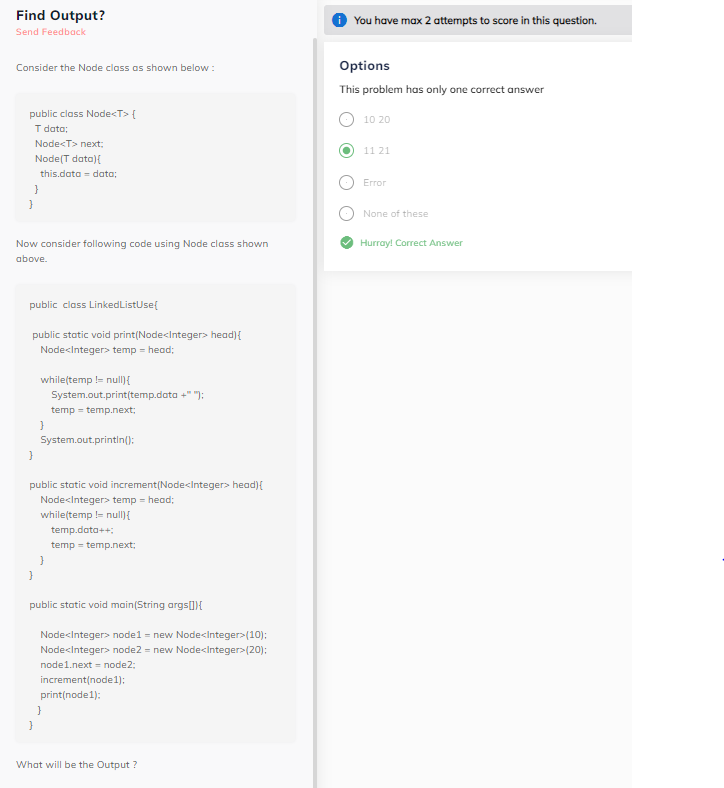 Find Output?
Send Feedback
Consider the Node class as shown below :
public class Node<T> {
T data;
Node<T> next;
Node(T data){
this.data = data;
}
}
Now consider following code using Node class shown
above.
public class LinkedListUse{
public static void print(Node<Integer> head){
Node<Integer> temp = head;
while(temp != null){
System.out.print(temp.data +" ");
temp = temp.next;
}
System.out.println();
}
public static void increment(Node<Integer> head){
Node<Integer> temp = head;
while(temp != null){
temp.data++;
temp = temp.next;
}
}
public static void main(String args[]){
Node<Integer> node1 = new Node<Integer>(10);
Node<Integer> node2 = new Node<Integer>(20);
node1.next = node2;
increment(node1);
print(node1);
}
}
What will be the Output ?
You have max 2 attempts to score in this question.
Options
This problem has only one correct answer
10 20
11 21
Error
None of these
Hurray! Correct Answer